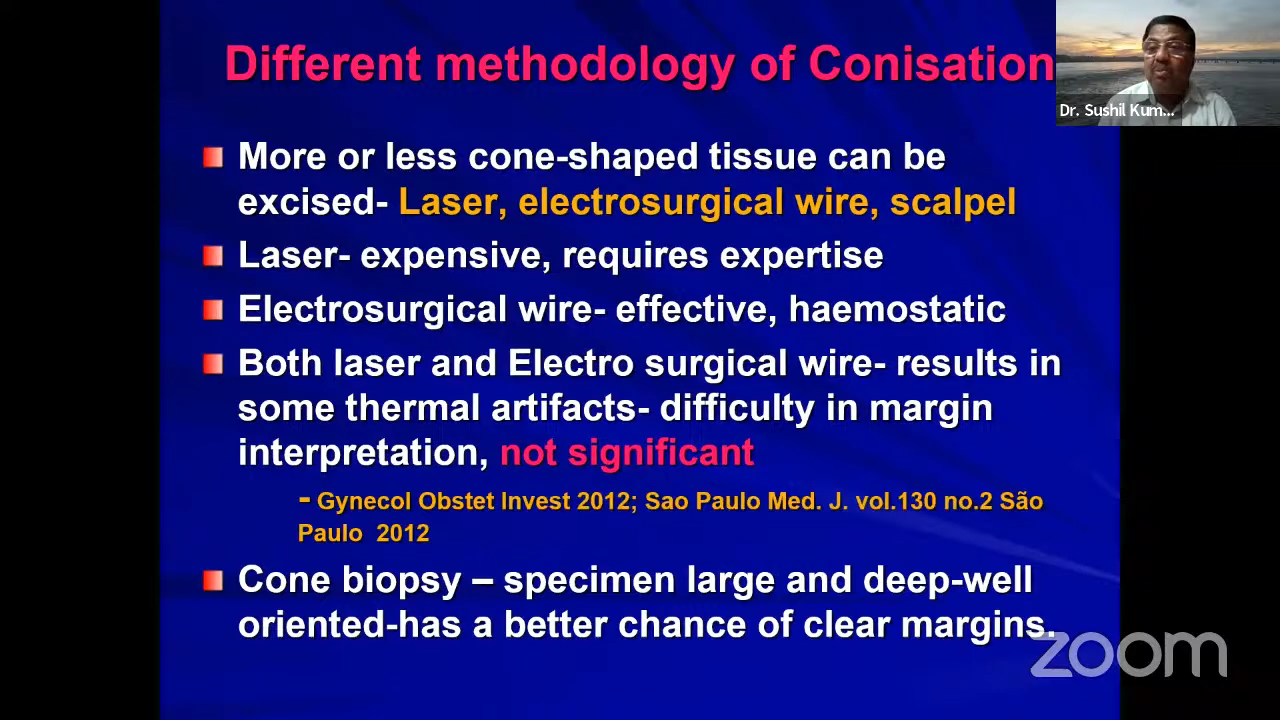 Different methodology of Conisation
Dr. Sushil Kum...
More or less cone-shaped tissue can be
excised- Laser, electrosurgical wire, scalpel
Laser- expensive, requires expertise
Electrosurgical wire- effective, haemostatic
Both laser and Electro surgical wire- results in
some thermal artifacts- difficulty in margin
interpretation, not significant
- Gynecol Obstet Invest 2012; Sao Paulo Med. J. vol.130 no.2 São
Paulo 2012
Cone biopsy – specimen large and deep-well
oriented-has a better chance of clear margins.
zoom